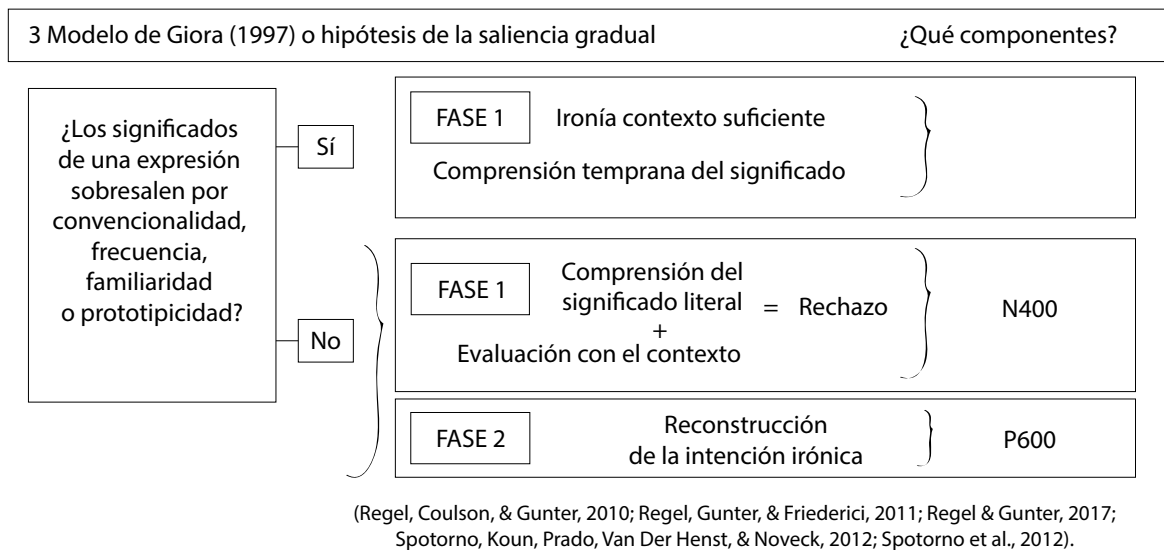 3 Modelo de Giora (1997) o hipótesis de la saliencia gradual ¿Qué componentes?
¿Los significados
de una expresión
sobresalen por
convencionalidad,
frecuencia,
familiaridad
o prototipicidad?
Sí
FASE 1 Ironía contexto suficiente
Comprensión temprana del significado
No
FASE 1
Comprensión del
significado literal = Rechazo
+
Evaluación con el contexto
N400
FASE 2
Reconstrucción
de la intención irónica
P600
(Regel, Coulson, & Gunter, 2010; Regel, Gunter, & Friederici, 2011; Regel & Gunter, 2017;
Spotorno, Koun, Prado, Van Der Henst, & Noveck, 2012; Spotorno et al., 2012).